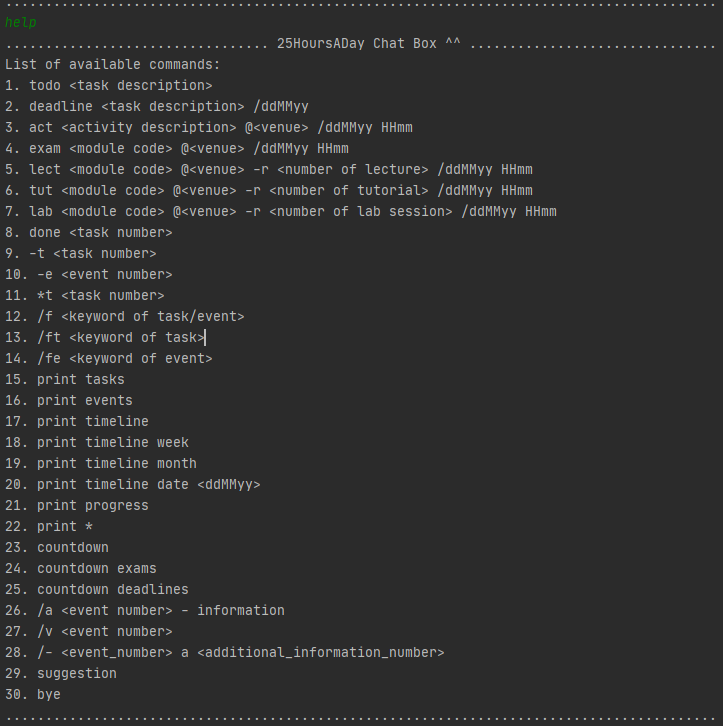 help
................................. 25HoursADay Chat Box ^^ ...............................
List of available commands:
1. todo <task description>
2. deadline <task description> /ddMMyy
3. act <activity description> @<venue> /ddMMyy HHmm
4. exam <module code> @<venue> /ddMMyy HHmm
5. lect <module code> @<venue> -r <number of lecture> /ddMMyy HHmm
6. tut <module code> @<venue> -r <number of tutorial> /ddMMyy HHmm
7. lab <module code> @<venue> -r <number of lab session> /ddMMyy HHmm
8. done <task number>
9. -t <task number>
10. -e <event number>
11. *t <task number>
12. /f <keyword of task/event>
13. /ft <keyword of task>
14. /fe <keyword of event>
15. print tasks
16. print events
17. print timeline
18. print timeline week
19. print timeline month
20. print timeline date <ddMMyy>
21. print progress
22. print *
23. countdown
24. countdown exams
25. countdown deadlines
26. /a <event number> - information
27. /v <event number>
28. /- <event_number> a <additional_information_number>
29. suggestion
30. bye